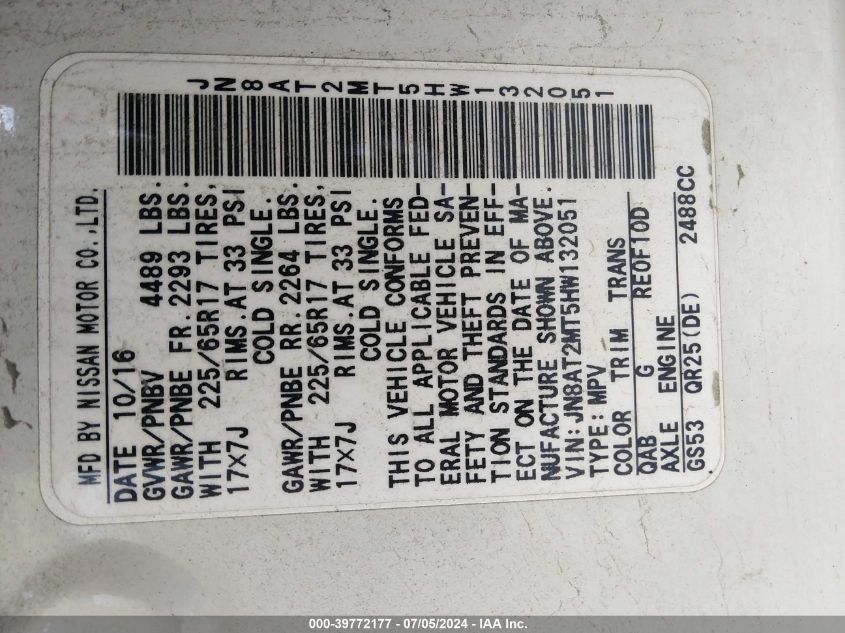 MFD BY NISSAN MOTOR CO.,LTD.
DATE 10/16
GVWR/PNBV 4489 LBS.
GAWR/PNBE FR. 2293 LBS.
WITH 225/65R17 TIRES,
17X7J RIMS.AT 33 PSI
COLD SINGLE.
GAWR/PNBE RR. 2264 LBS.
WITH 225/65R17 TIRES,
17X7J RIMS.AT 33 PSI
COLD SINGLE.
THIS VEHICLE CONFORMS
TO ALL APPLICABLE FED-
ERAL MOTOR VEHICLE SA-
FETY AND THEFT PREVEN-
TION STANDARDS IN EFF-
ECT ON THE DATE OF MA-
NUFACTURE SHOWN ABOVE.
VIN: JN8AT2MT5HW132051
TYPE: MPV
COLOR TRIM TRANS
QAB G RE0F10D
AXLE ENGINE
GS53 QR25(DE) 2488CC
JN8AT2MT5HW132051
000-39772177 - 07/05/2024 - IAA Inc.